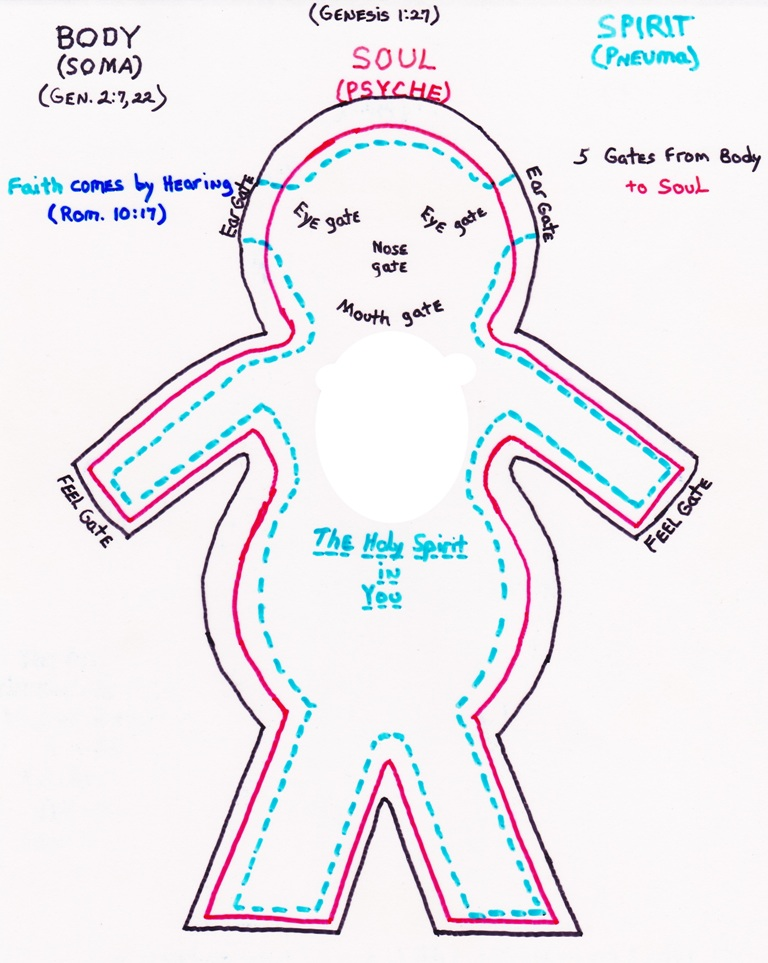 (GENESIS 1:27)
BODY
(SOMA)
(GEN. 2:7,22)
SOUL
(PSYCHE)
SPIRIT
(PNEUMA)
5 Gates From Body
to Soul
Faith comes by Hearing
(Rom. 10:17)
Ear Gate
Ear Gate
Eye gate
Eye gate
Nose
gate
Mouth gate
FEEL Gate
FEEL Gate
The Holy Spirit
in
You